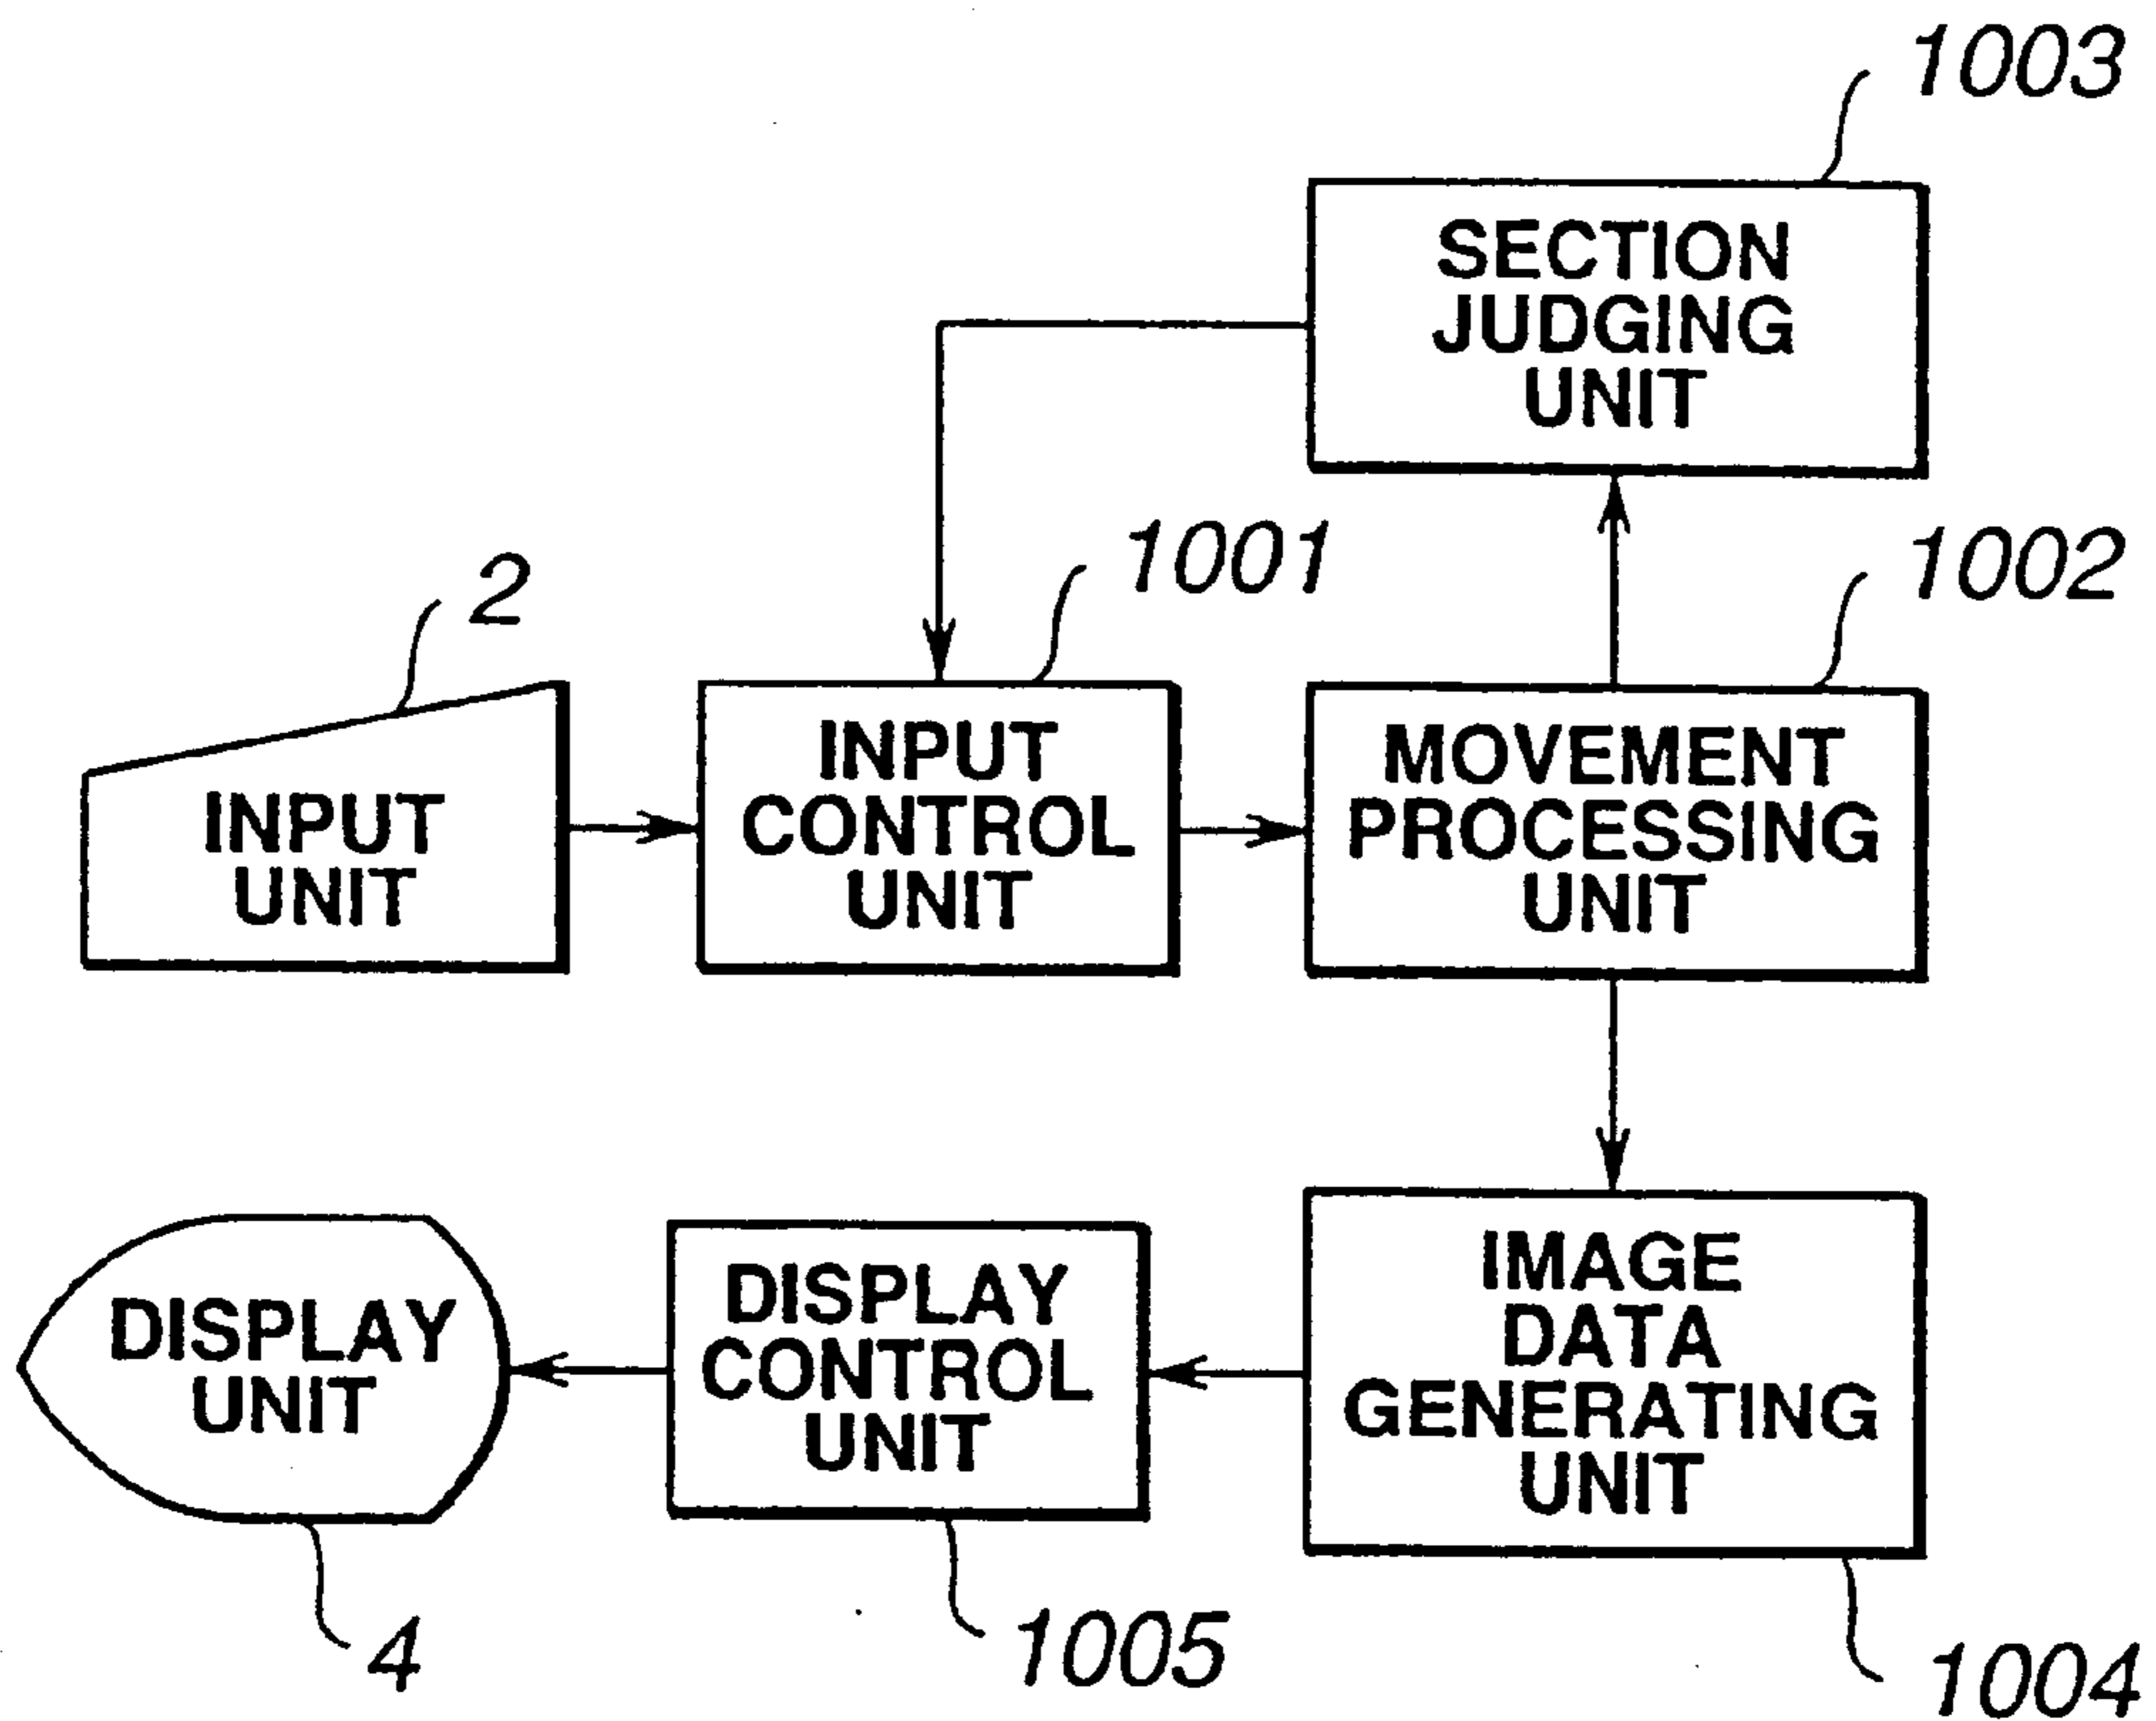 1003
SECTION
JUDGING
UNIT
1001
1002
2
INPUT
UNIT
INPUT
CONTROL
UNIT
MOVEMENT
PROCESSING
UNIT
DISPLAY
UNIT
DISPLAY
CONTROL
UNIT
IMAGE
DATA
GENERATING
UNIT
4
1005
1004